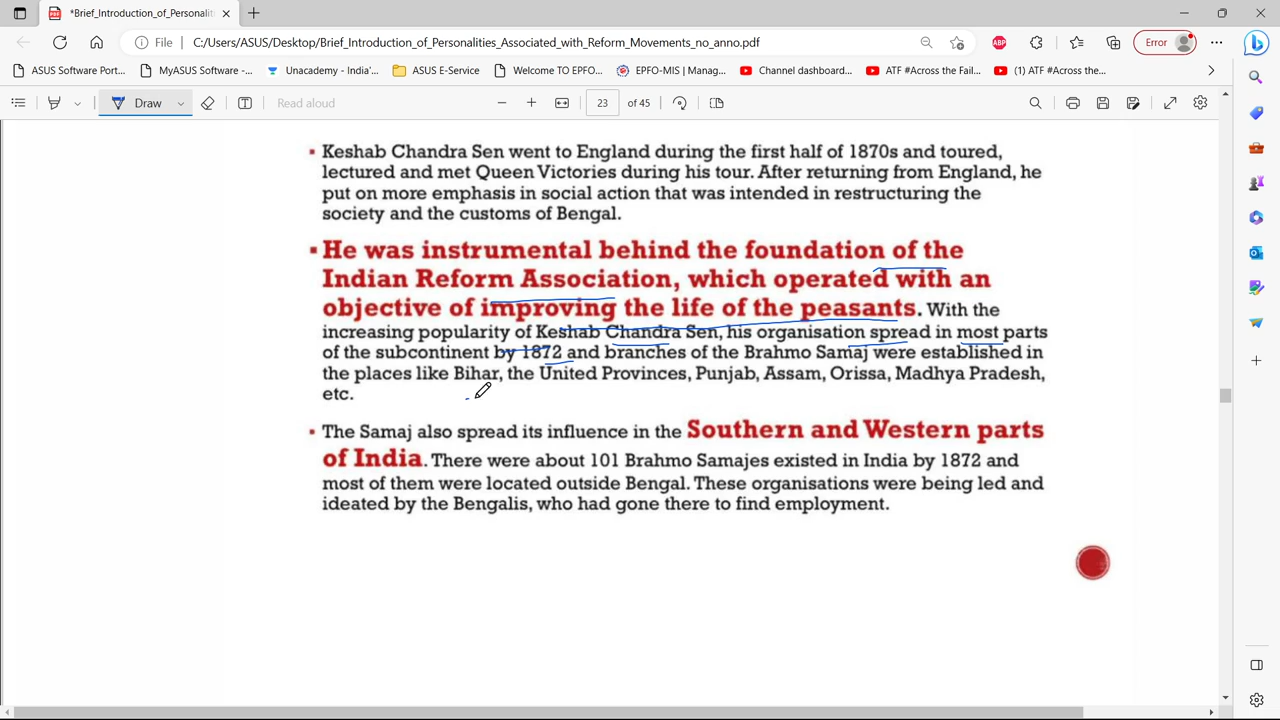 *Brief_Introduction_of_Personaliti
File C:/Users/ASUS/Desktop/Brief_Introduction_of_Personalities_Associated_with_Reform_Movements_no_anno.pdf
ABP
Error
ASUS Software Port... MyASUS Software -... Unacademy - India'... ASUS E-Service Welcome To EPFO... EPFO-MIS | Manag... Channel dashboard... ATF #Across the Fail... (1) ATF #Across the...
Draw Read aloud 23 of 45
Keshab Chandra Sen went to England during the first half of 1870s and toured,
lectured and met Queen Victories during his tour. After returning from England, he
put on more emphasis in social action that was intended in restructuring the
society and the customs of Bengal.
He was instrumental behind the foundation of the
Indian Reform Association, which operated with an
objective of improving the life of the peasants. With the
increasing popularity of Keshab Chandra Sen, his organisation spread in most parts
of the subcontinent by 1872 and branches of the Brahmo Samaj were established in
the places like Bihar, the United Provinces, Punjab, Assam, Orissa, Madhya Pradesh,
etc.
The Samaj also spread its influence in the Southern and Western parts
of India. There were about 101 Brahmo Samajes existed in India by 1872 and
most of them were located outside Bengal. These organisations were being led and
ideated by the Bengalis, who had gone there to find employment.